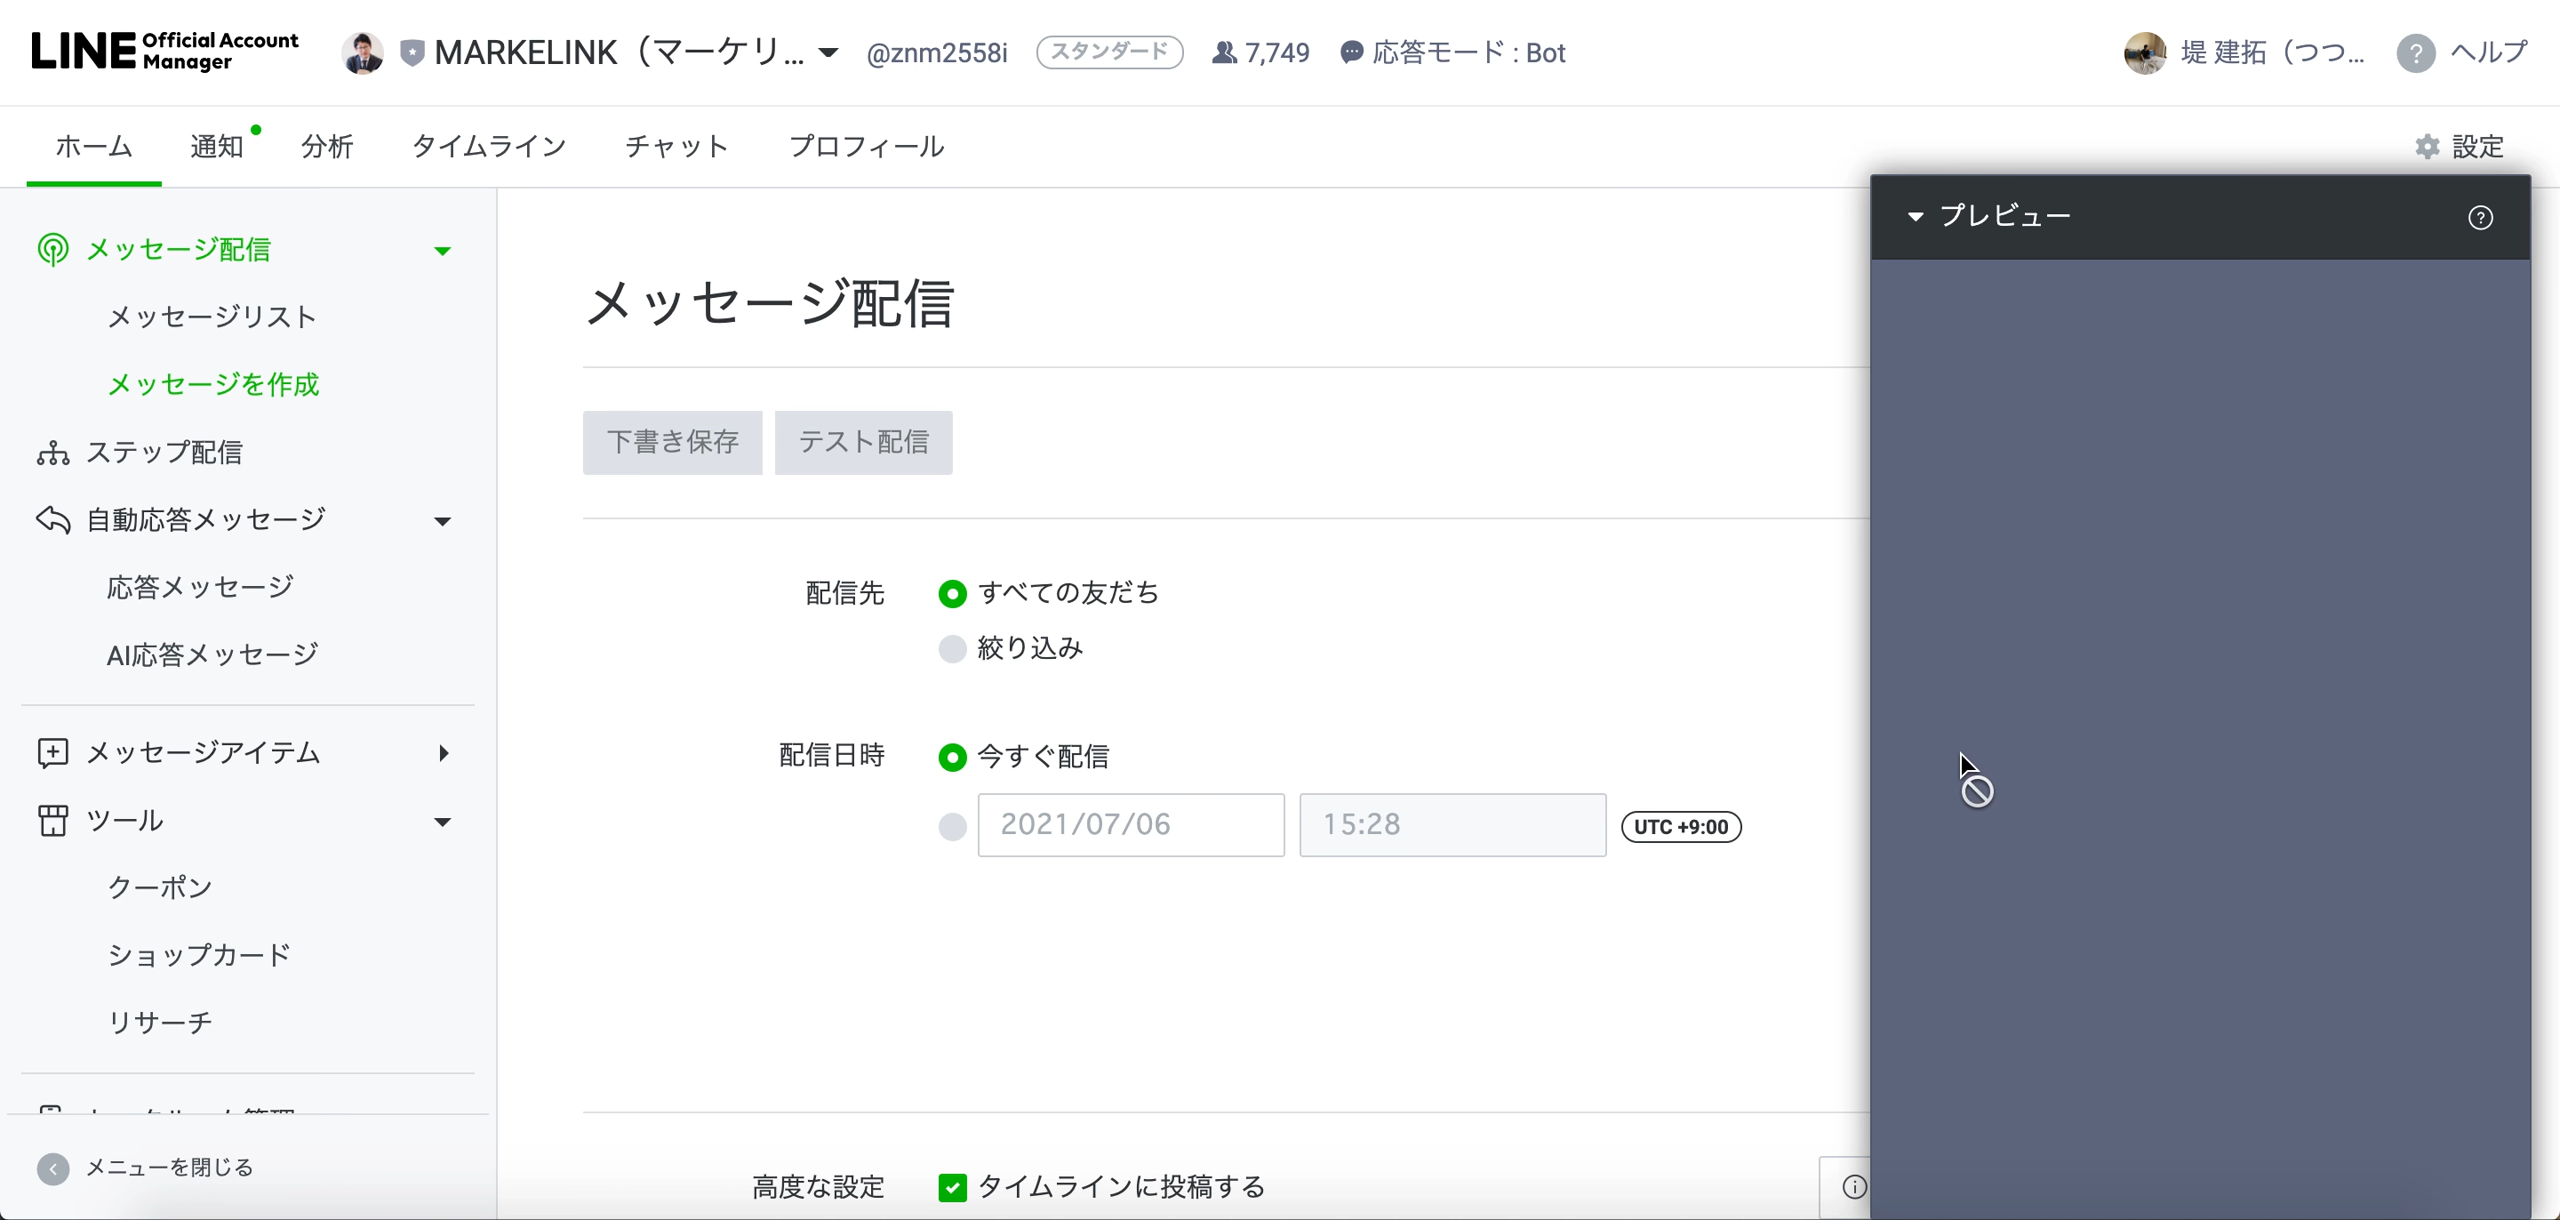 LINE Official Account Manager
MARKELINK（マーケリ...
@znm2558i
スタンダード
7,749
応答モード : Bot
堤 建拓（つつ...
ヘルプ
ホーム
通知
分析
タイムライン
チャット
プロフィール
設定
メッセージ配信
メッセージリスト
メッセージを作成
ステップ配信
自動応答メッセージ
応答メッセージ
AI応答メッセージ
メッセージアイテム
ツール
クーポン
ショップカード
リサーチ
メニューを閉じる
メッセージ配信
下書き保存
テスト配信
配信先
すべての友だち
絞り込み
配信日時
今すぐ配信
2021/07/06
15:28
UTC +9:00
高度な設定
タイムラインに投稿する
プレビュー